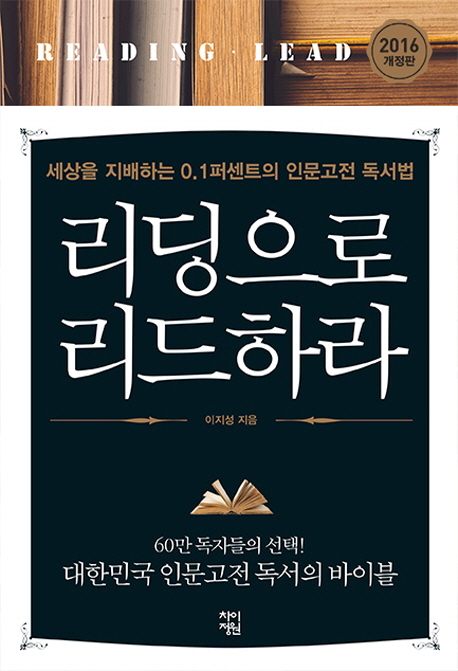 READING · LEAD
2016
개정판
세상을 지배하는 0.1퍼센트의 인문고전 독서법
리딩으로
리드하라
이지성 지음
60만 독자들의 선택!
대한민국 인문고전 독서의 바이블
차이
정원